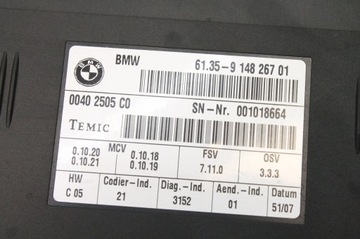 BMW 61.35-9 148 267 01
0040 2505 C0 SN-Nr. 001018664
TEMIC
0.10.20 MCV 0.10.18 FSV OSV
0.10.21 0.10.19 7.11.0 3.3.3
HW Codier-Ind. Diag.-Ind. Aend.-Ind. Datum
C 05 21 3152 01 51/07